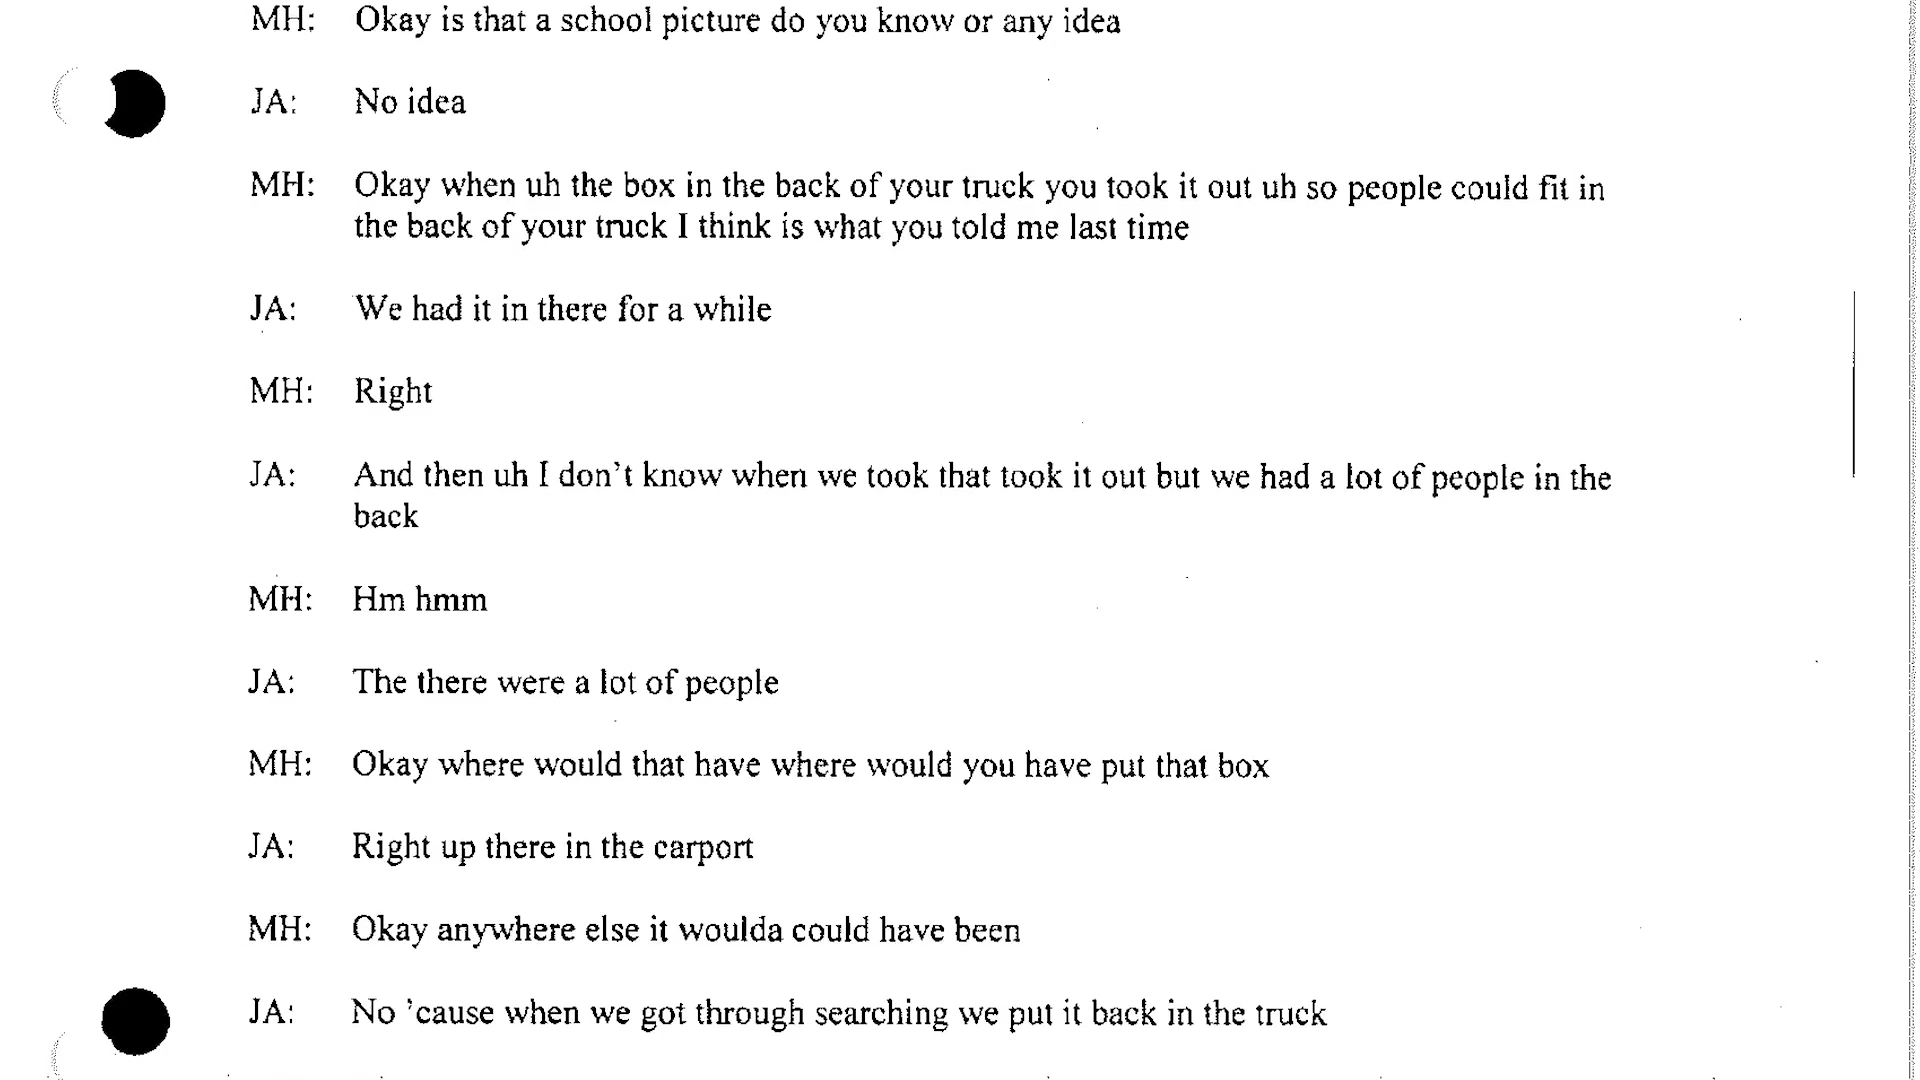 MH: Okay is that a school picture do you know or any idea
JA: No idea
MH: Okay when uh the box in the back of your truck you took it out uh so people could fit in
the back of your truck I think is what you told me last time
JA: We had it in there for a while
MH: Right
JA: And then uh I don't know when we took that took it out but we had a lot of people in the
back
MH: Hm hmm
JA: The there were a lot of people
MH: Okay where would that have where would you have put that box
JA: Right up there in the carport
MH: Okay anywhere else it woulda could have been
JA: No 'cause when we got through searching we put it back in the truck